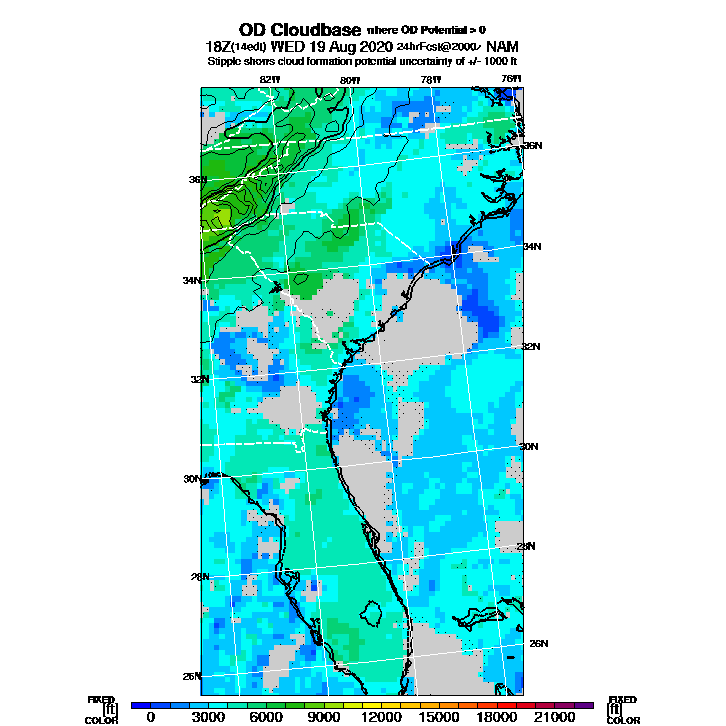 OD Cloudbase where OD Potential > 0
18Z(14edt) WED 19 Aug 2020 24hrFcst@2000z NAM
Stipple shows cloud formation potential uncertainty of +/- 1000 ft
82W 80W 78W 76W
36N
36N
34N
34N
32N
32N
30N
30N
28N
28N
26N
26N
FIXED FIXED
[ft] [ft]
COLOR COLOR
0 3000 6000 9000 12000 15000 18000 21000